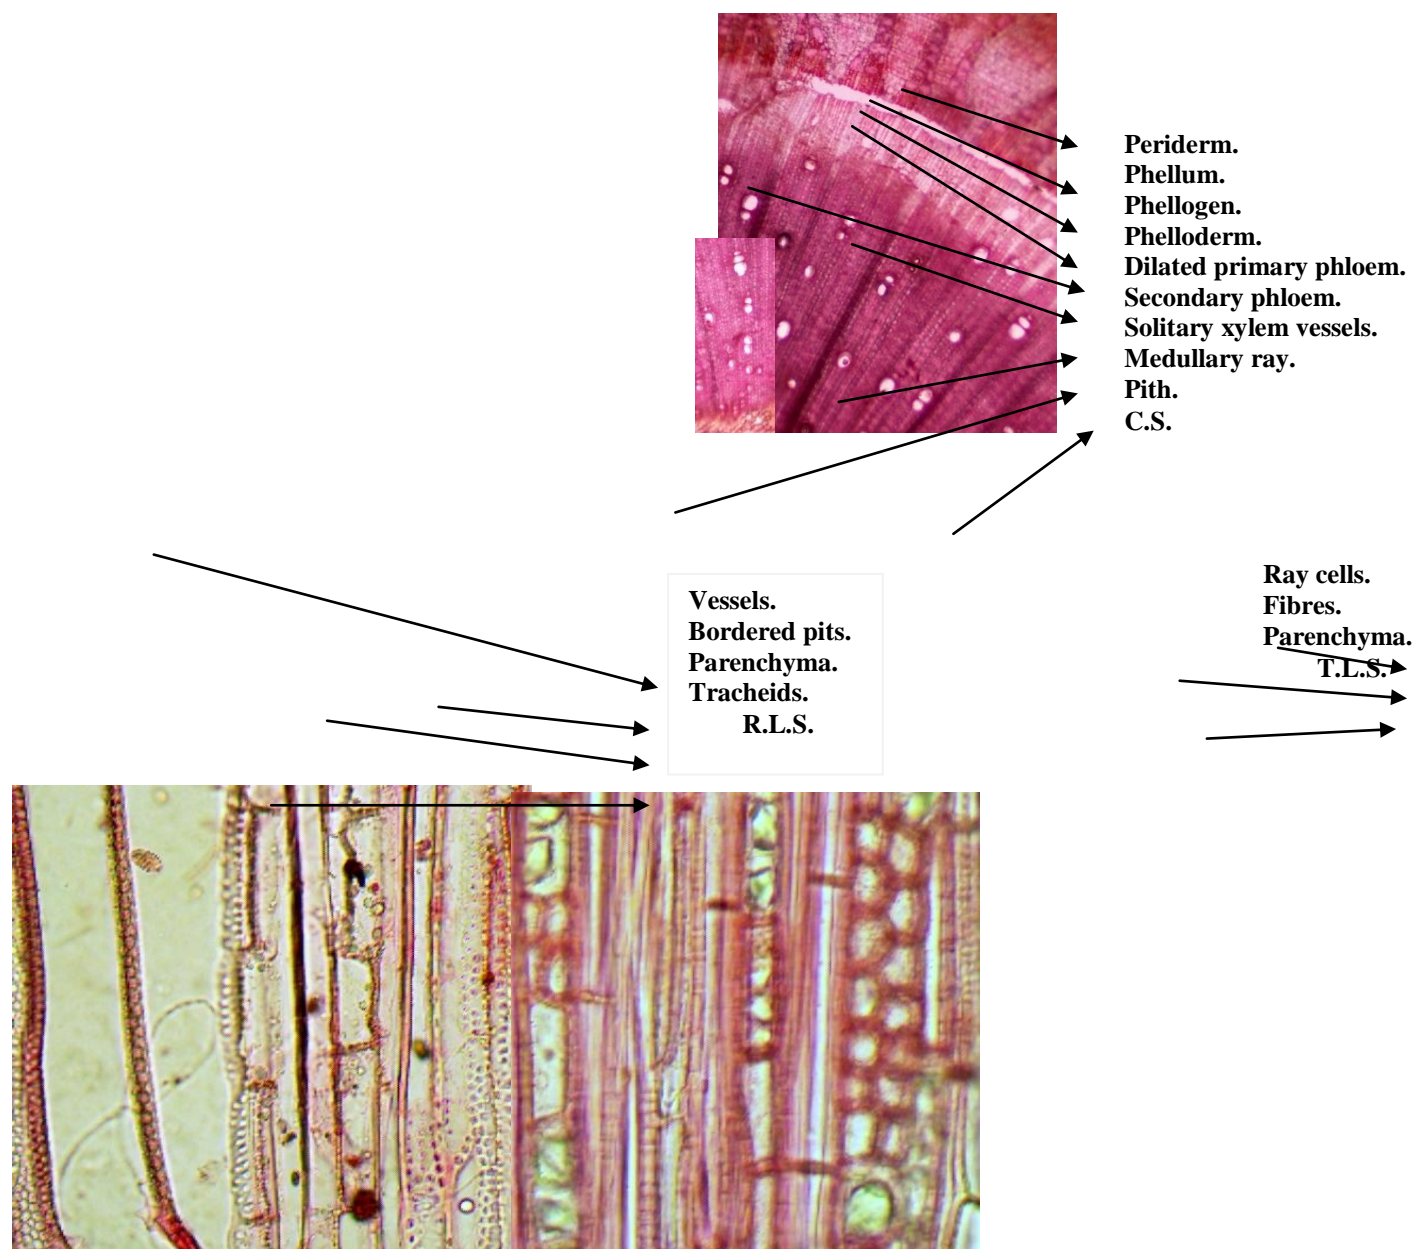 Periderm.
Phellum.
Phellogen.
Phelloderm.
Dilated primary phloem.
Secondary phloem.
Solitary xylem vessels.
Medullary ray.
Pith.
C.S.
Vessels.
Bordered pits.
Parenchyma.
Tracheids.
R.L.S.
Ray cells.
Fibres.
Parenchyma.
T.L.S.